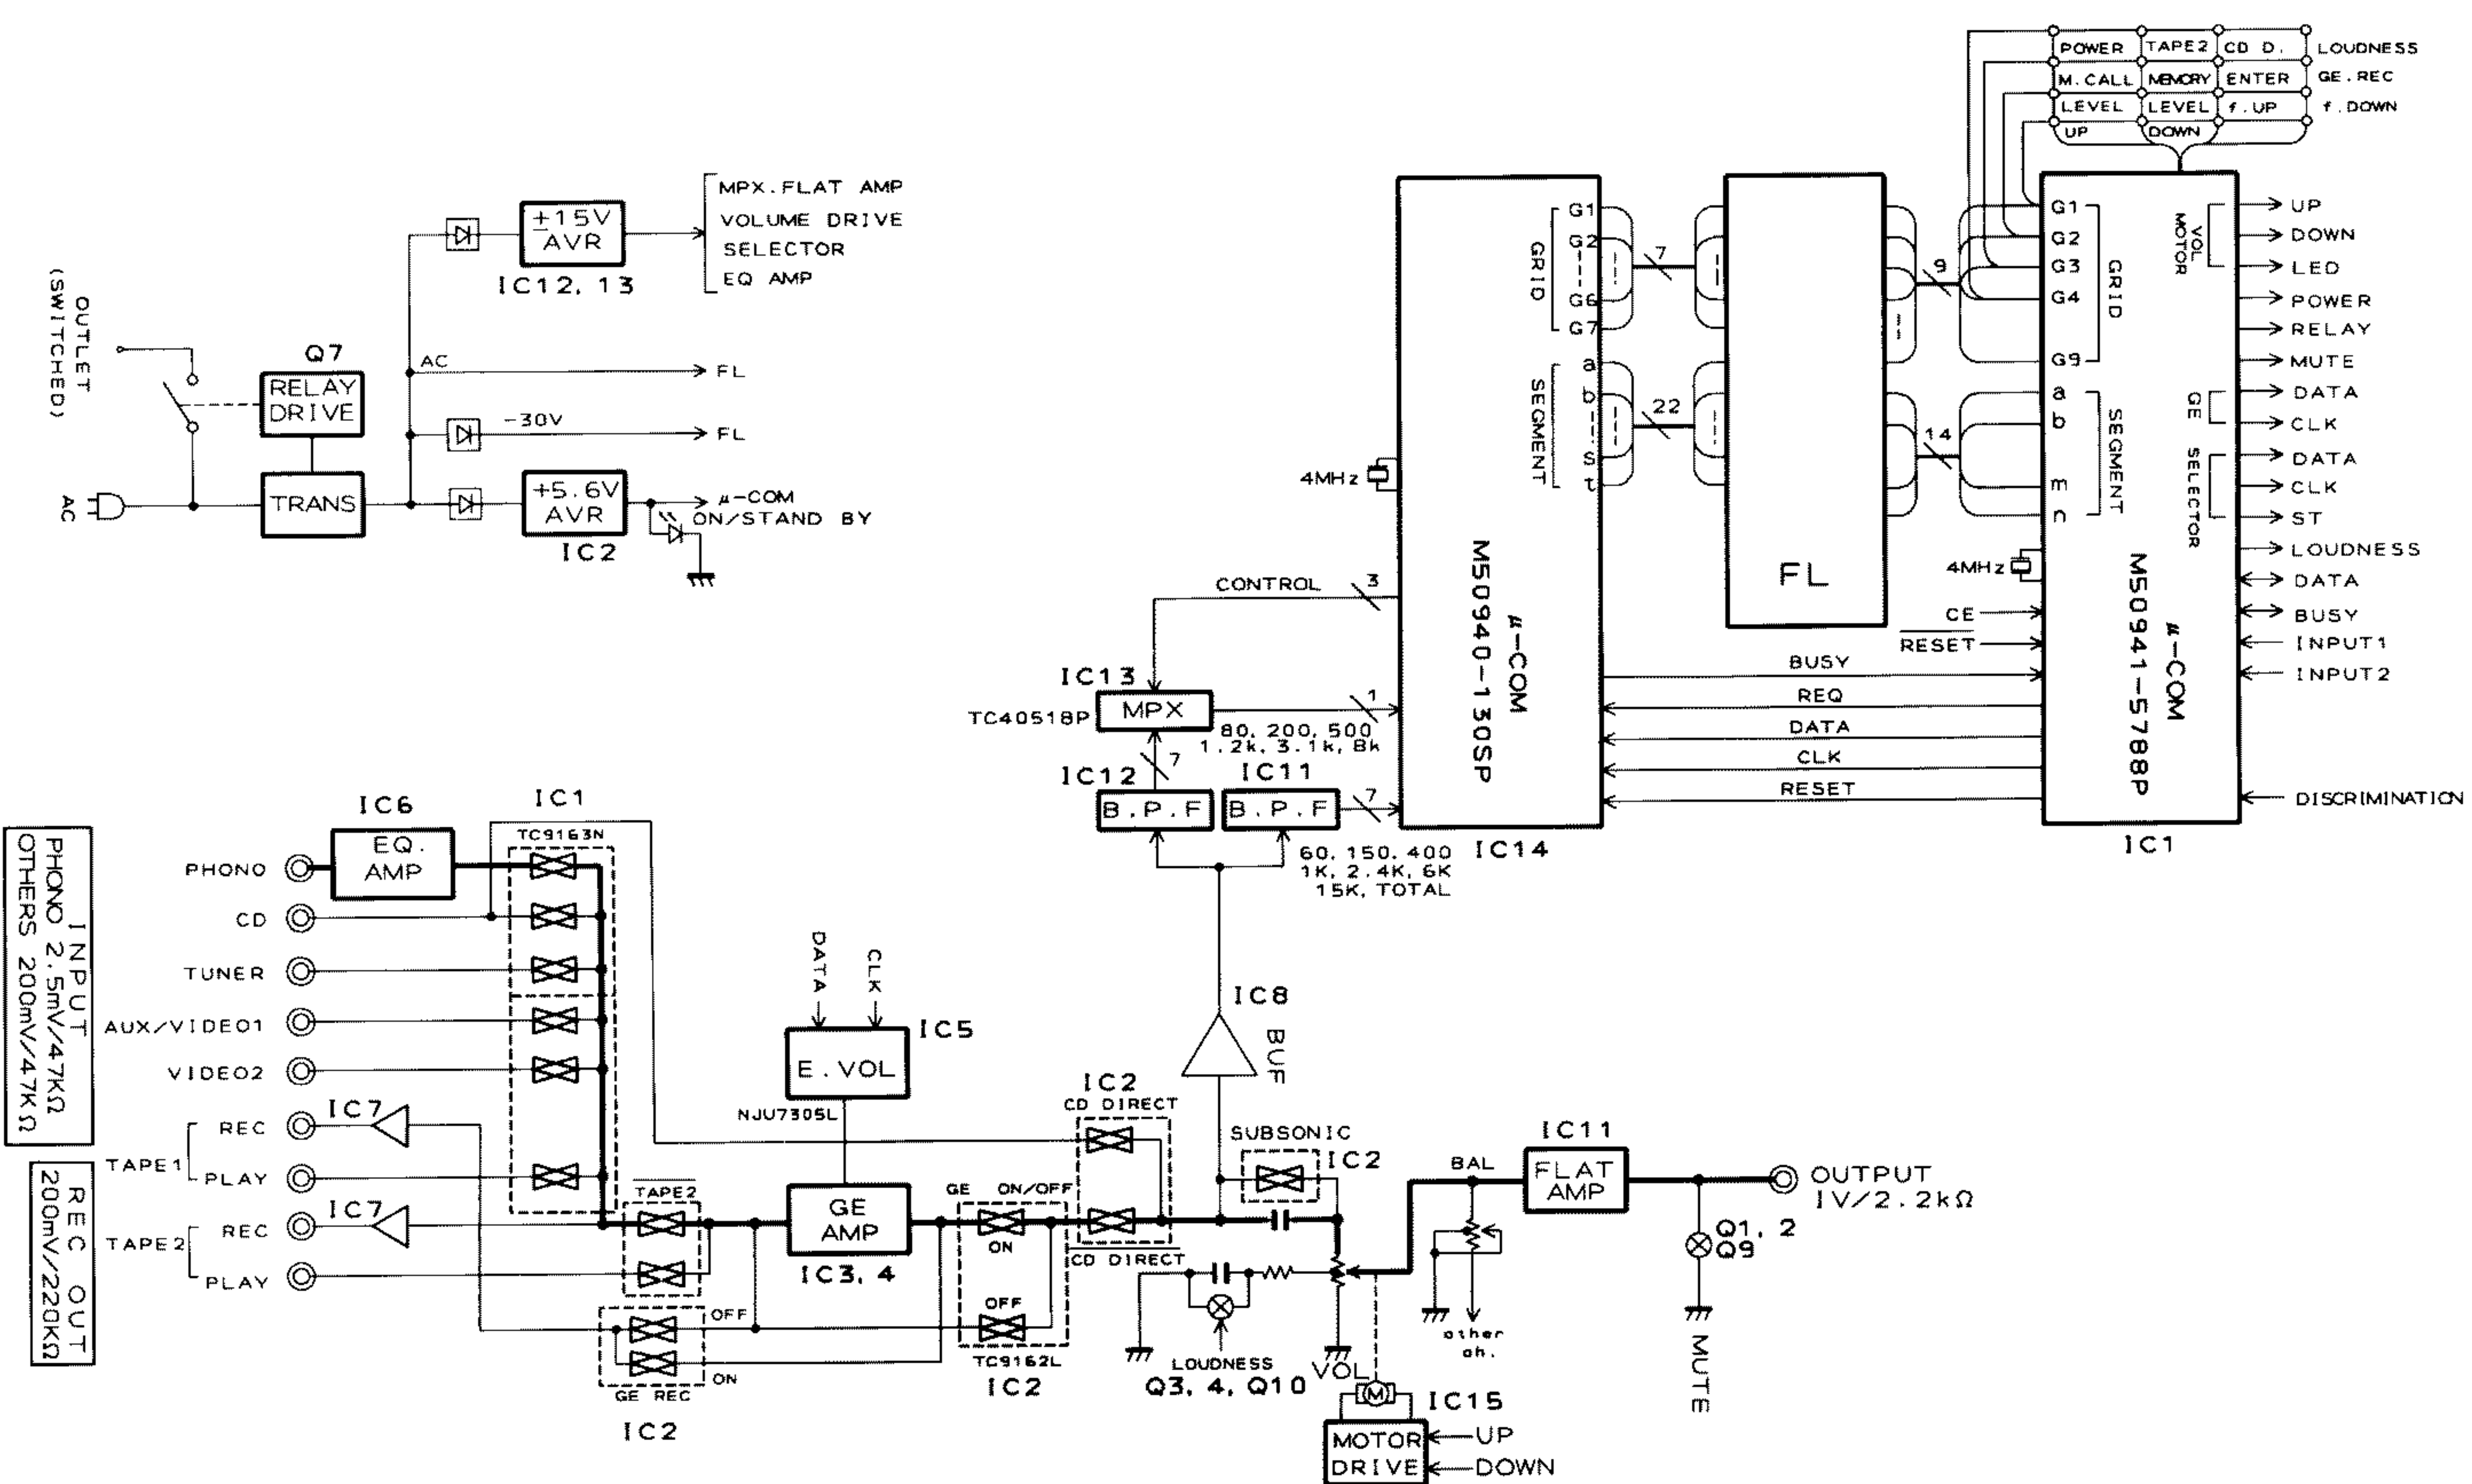 POWER TAPE2 CD D. LOUDNESS
M.CALL MEMORY ENTER GE.REC
LEVEL LEVEL f.UP f.DOWN
UP DOWN
MPX.FLAT AMP
VOLUME DRIVE
SELECTOR
EQ AMP
±15V
AVR
IC12, 13
OUTLET
(SWITCHED)
Q7
RELAY
DRIVE
AC
FL
-30V
FL
AC
TRANS
+5.6V
AVR
IC2
μ-COM
ON/STAND BY
G1
G2
G6
G7
GRID
a
b
s
t
SEGMENT
7
22
4MHz
μ-COM
M50940-130SP
IC14
FL
9
14
G1
G2
G3
G4
G9
GRID
a
b
m
n
SEGMENT
4MHz
CE
RESET
μ-COM
M50941-578BP
IC1
VOL
MOTOR
UP
DOWN
LED
POWER
RELAY
MUTE
GE
DATA
CLK
SELECTOR
DATA
CLK
ST
LOUDNESS
DATA
BUSY
INPUT1
INPUT2
DISCRIMINATION
BUSY
REQ
DATA
CLK
RESET
CONTROL
3
IC13
TC4051BP
MPX
1
80, 200, 500
1.2k, 3.1k, 8k
7
IC12
B.P.F
IC11
B.P.F
7
60, 150, 400
1K, 2.4K, 6K
15K, TOTAL
INPUT
PHONO 2.5mV/47KΩ
OTHERS 200mV/47KΩ
REC OUT
200mV/220KΩ
PHONO
CD
TUNER
AUX/VIDEO1
VIDEO2
TAPE1
REC
PLAY
TAPE2
REC
PLAY
IC6
EQ.
AMP
IC1
TC9163N
IC7
IC7
TAPE2
OFF
ON
GE REC
IC2
DATA
CLK
E.VOL
IC5
NJU7305L
GE
AMP
IC3, 4
GE ON/OFF
ON
OFF
TC9162L
IC2
IC2
CD DIRECT
CD DIRECT
IC8
BUF
SUBSONIC
IC2
LOUDNESS
Q3, 4, Q10
VOL
M
IC15
MOTOR
DRIVE
UP
DOWN
BAL
other
ch.
IC11
FLAT
AMP
OUTPUT
1V/2.2kΩ
Q1, 2
Q9
MUTE